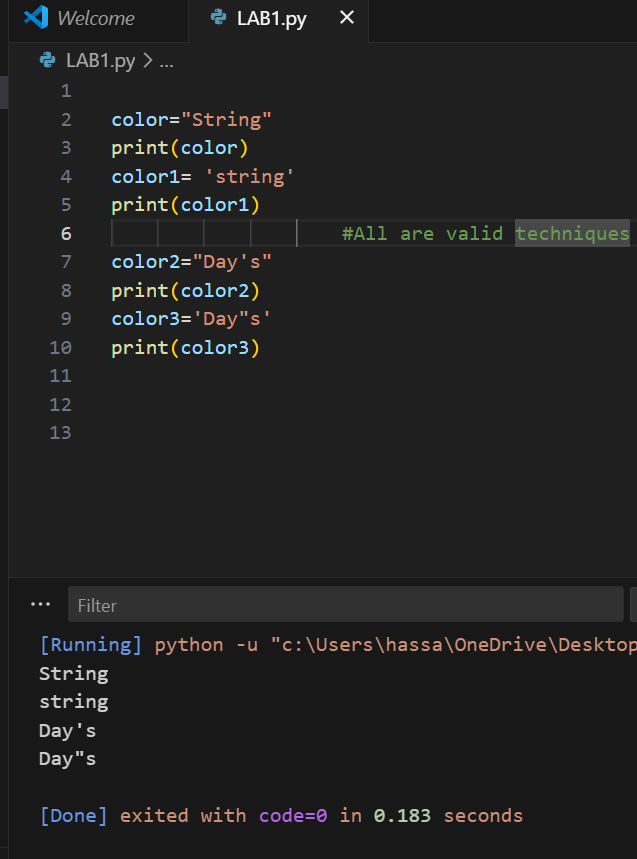 Welcome LAB1.py
LAB1.py > ...
1
2 color="String"
3 print(color)
4 color1= 'string'
5 print(color1)
6 #All are valid techniques
7 color2="Day's"
8 print(color2)
9 color3='Day"s'
10 print(color3)
11
12
13
... Filter
[Running] python -u "c:\Users\hassa\OneDrive\Desktop
String
string
Day's
Day"s
[Done] exited with code=0 in 0.183 seconds